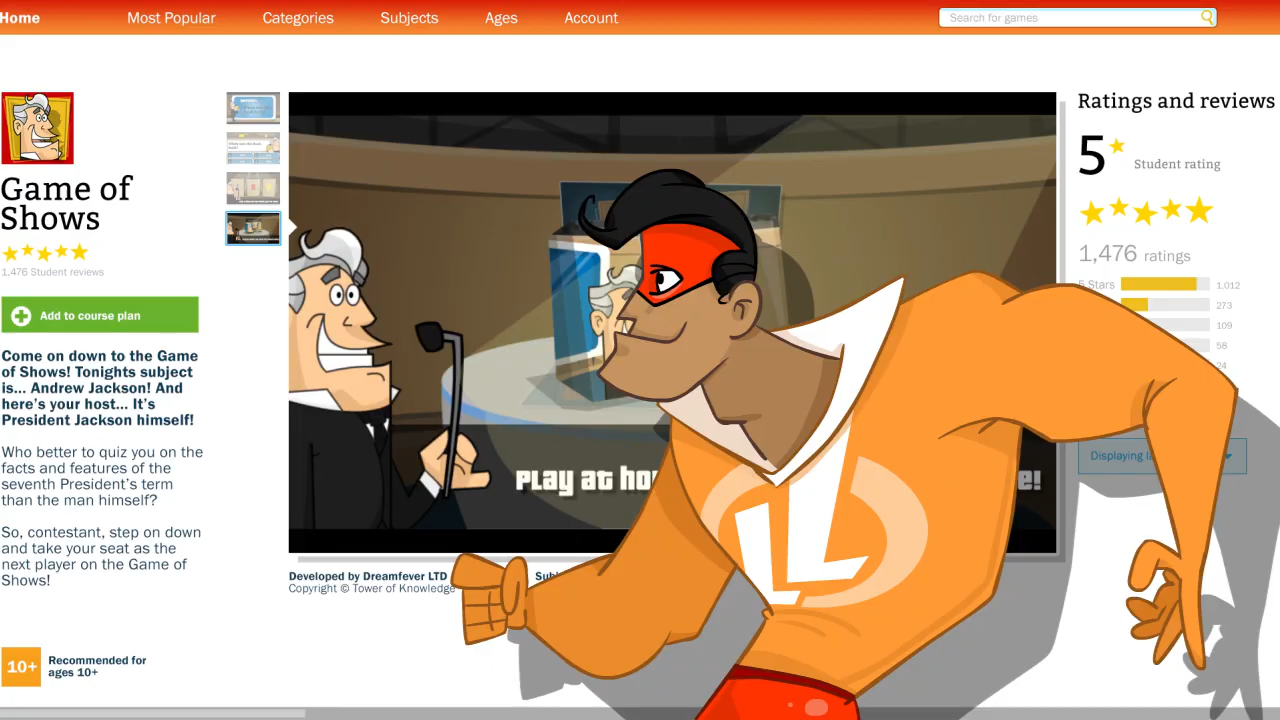 Home
Most Popular
Categories
Subjects
Ages
Account
Search for games
Game of
Shows
1,476 Student reviews
Add to course plan
Come on down to the Game
of Shows! Tonights subject
is... Andrew Jackson! And
here's your host... It's
President Jackson himself!
Who better to quiz you on the
facts and features of the
seventh President's term
than the man himself?
So, contestant, step on down
and take your seat as the
next player on the Game of
Shows!
10+
Recommended for
ages 10+
Play at
Developed by Dreamfever LTD
Copyright © Tower of Knowledge
Ratings and reviews
5
Student rating
1,476 ratings
5 Stars
1.012
273
109
58
24
Displaying